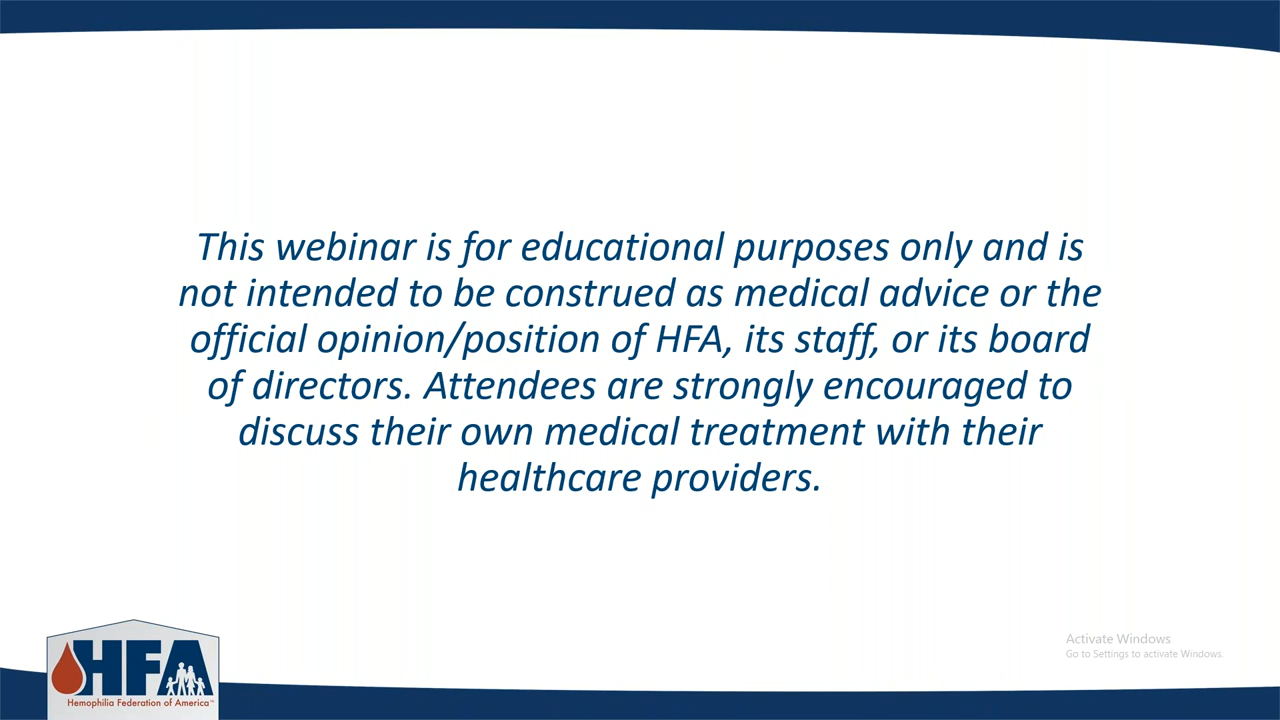 This webinar is for educational purposes only and is
not intended to be construed as medical advice or the
official opinion/position of HFA, its staff, or its board
of directors. Attendees are strongly encouraged to
discuss their own medical treatment with their
healthcare providers.
Activate Windows
Go to Settings to activate Windows.
HFA
Hemophilia Federation of America™